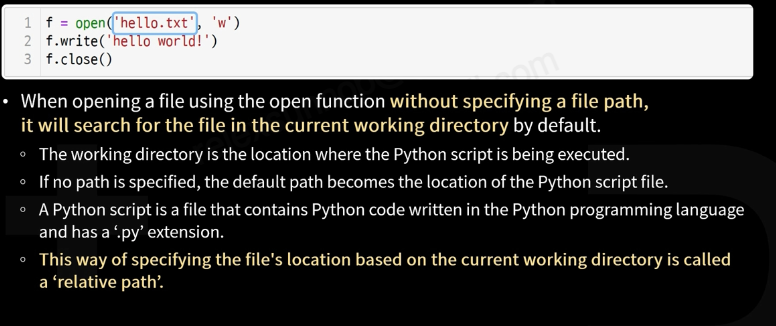 1 f = open('hello.txt', 'w')
2 f.write('hello world!')
3 f.close()
• When opening a file using the open function without specifying a file path,
it will search for the file in the current working directory by default.
◦ The working directory is the location where the Python script is being executed.
◦ If no path is specified, the default path becomes the location of the Python script file.
◦ A Python script is a file that contains Python code written in the Python programming language
and has a ‘.py’ extension.
◦ This way of specifying the file's location based on the current working directory is called
a ‘relative path’.